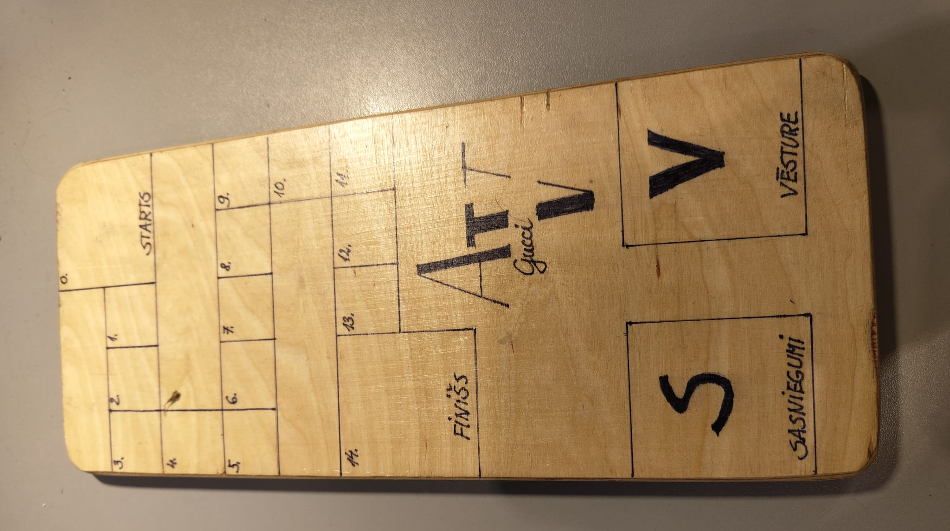 0.
3. 2. 1.
STARTS
4.
5. 6. 7. 8. 9.
10.
14. 13. 12. 11.
FINIŠS
Gucci
S V
SASNIEGUMI VĒSTURE